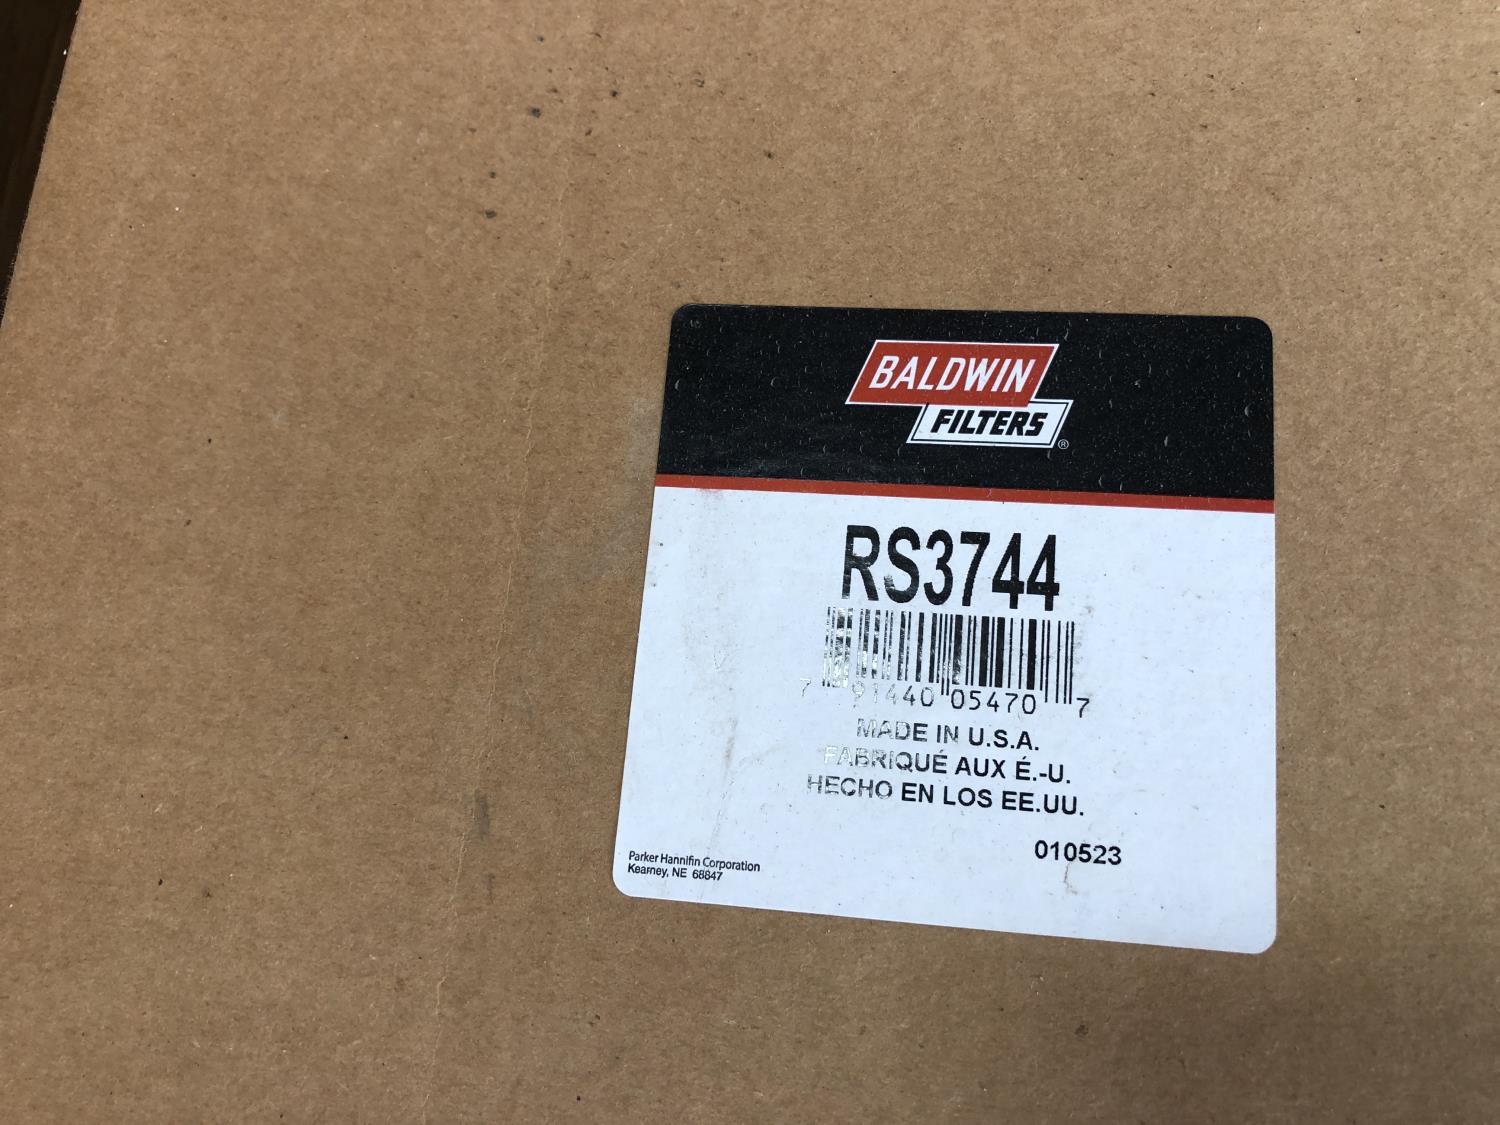 BALDWIN
FILTERS®
RS3744
7 91440 05470 7
MADE IN U.S.A.
FABRIQUÉ AUX É.-U.
HECHO EN LOS EE.UU.
010523
Parker Hannifin Corporation
Kearney, NE 68847